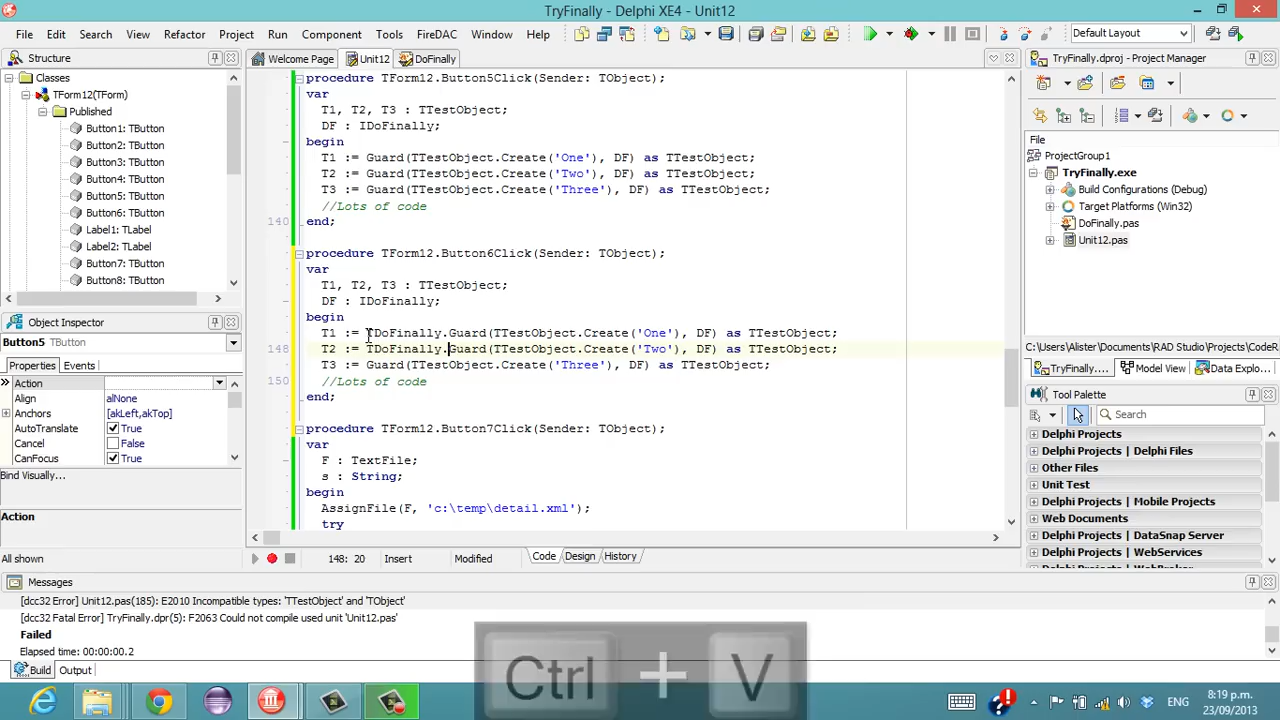 TryFinally - Delphi XE4 - Unit12
File Edit Search View Refactor Project Run Component Tools FireDAC Window Help
Default Layout
Structure
Welcome Page Unit12 DoFinally
TryFinally.dproj - Project Manager
Classes
TForm12(TForm)
Published
Button1: TButton
Button2: TButton
Button3: TButton
Button4: TButton
Button5: TButton
Button6: TButton
Label1: TLabel
Label2: TLabel
Button7: TButton
Button8: TButton
Object Inspector
Button5 TButton
Properties Events
Action
Align alNone
Anchors [akLeft,akTop]
AutoTranslate True
Cancel False
CanFocus True
Bind Visually...
Action
All shown
procedure TForm12.Button5Click(Sender: TObject);
var
T1, T2, T3 : TTestObject;
DF : IDoFinally;
begin
T1 := Guard(TTestObject.Create('One'), DF) as TTestObject;
T2 := Guard(TTestObject.Create('Two'), DF) as TTestObject;
T3 := Guard(TTestObject.Create('Three'), DF) as TTestObject;
//Lots of code
140 end;
procedure TForm12.Button6Click(Sender: TObject);
var
T1, T2, T3 : TTestObject;
DF : IDoFinally;
begin
T1 := TDoFinally.Guard(TTestObject.Create('One'), DF) as TTestObject;
148 T2 := TDoFinally.Guard(TTestObject.Create('Two'), DF) as TTestObject;
T3 := Guard(TTestObject.Create('Three'), DF) as TTestObject;
150 //Lots of code
end;
procedure TForm12.Button7Click(Sender: TObject);
var
F : TextFile;
s : String;
begin
AssignFile(F, 'c:\temp\detail.xml');
try
148: 20 Insert Modified Code Design History
File
ProjectGroup1
TryFinally.exe
Build Configurations (Debug)
Target Platforms (Win32)
DoFinally.pas
Unit12.pas
C:\Users\Alister\Documents\RAD Studio\Projects\CodeR
TryFinally.... Model View Data Explo...
Tool Palette
Search
Delphi Projects
Delphi Projects | Delphi Files
Other Files
Unit Test
Delphi Projects | Mobile Projects
Web Documents
Delphi Projects | DataSnap Server
Delphi Projects | WebServices
Delphi Projects | WebBroker
Messages
[dcc32 Error] Unit12.pas(185): E2010 Incompatible types: 'TTestObject' and 'TObject'
[dcc32 Fatal Error] TryFinally.dpr(5): F2063 Could not compile used unit 'Unit12.pas'
Failed
Elapsed time: 00:00:00.2
Build Output
Ctrl + V
ENG
8:19 p.m.
23/09/2013